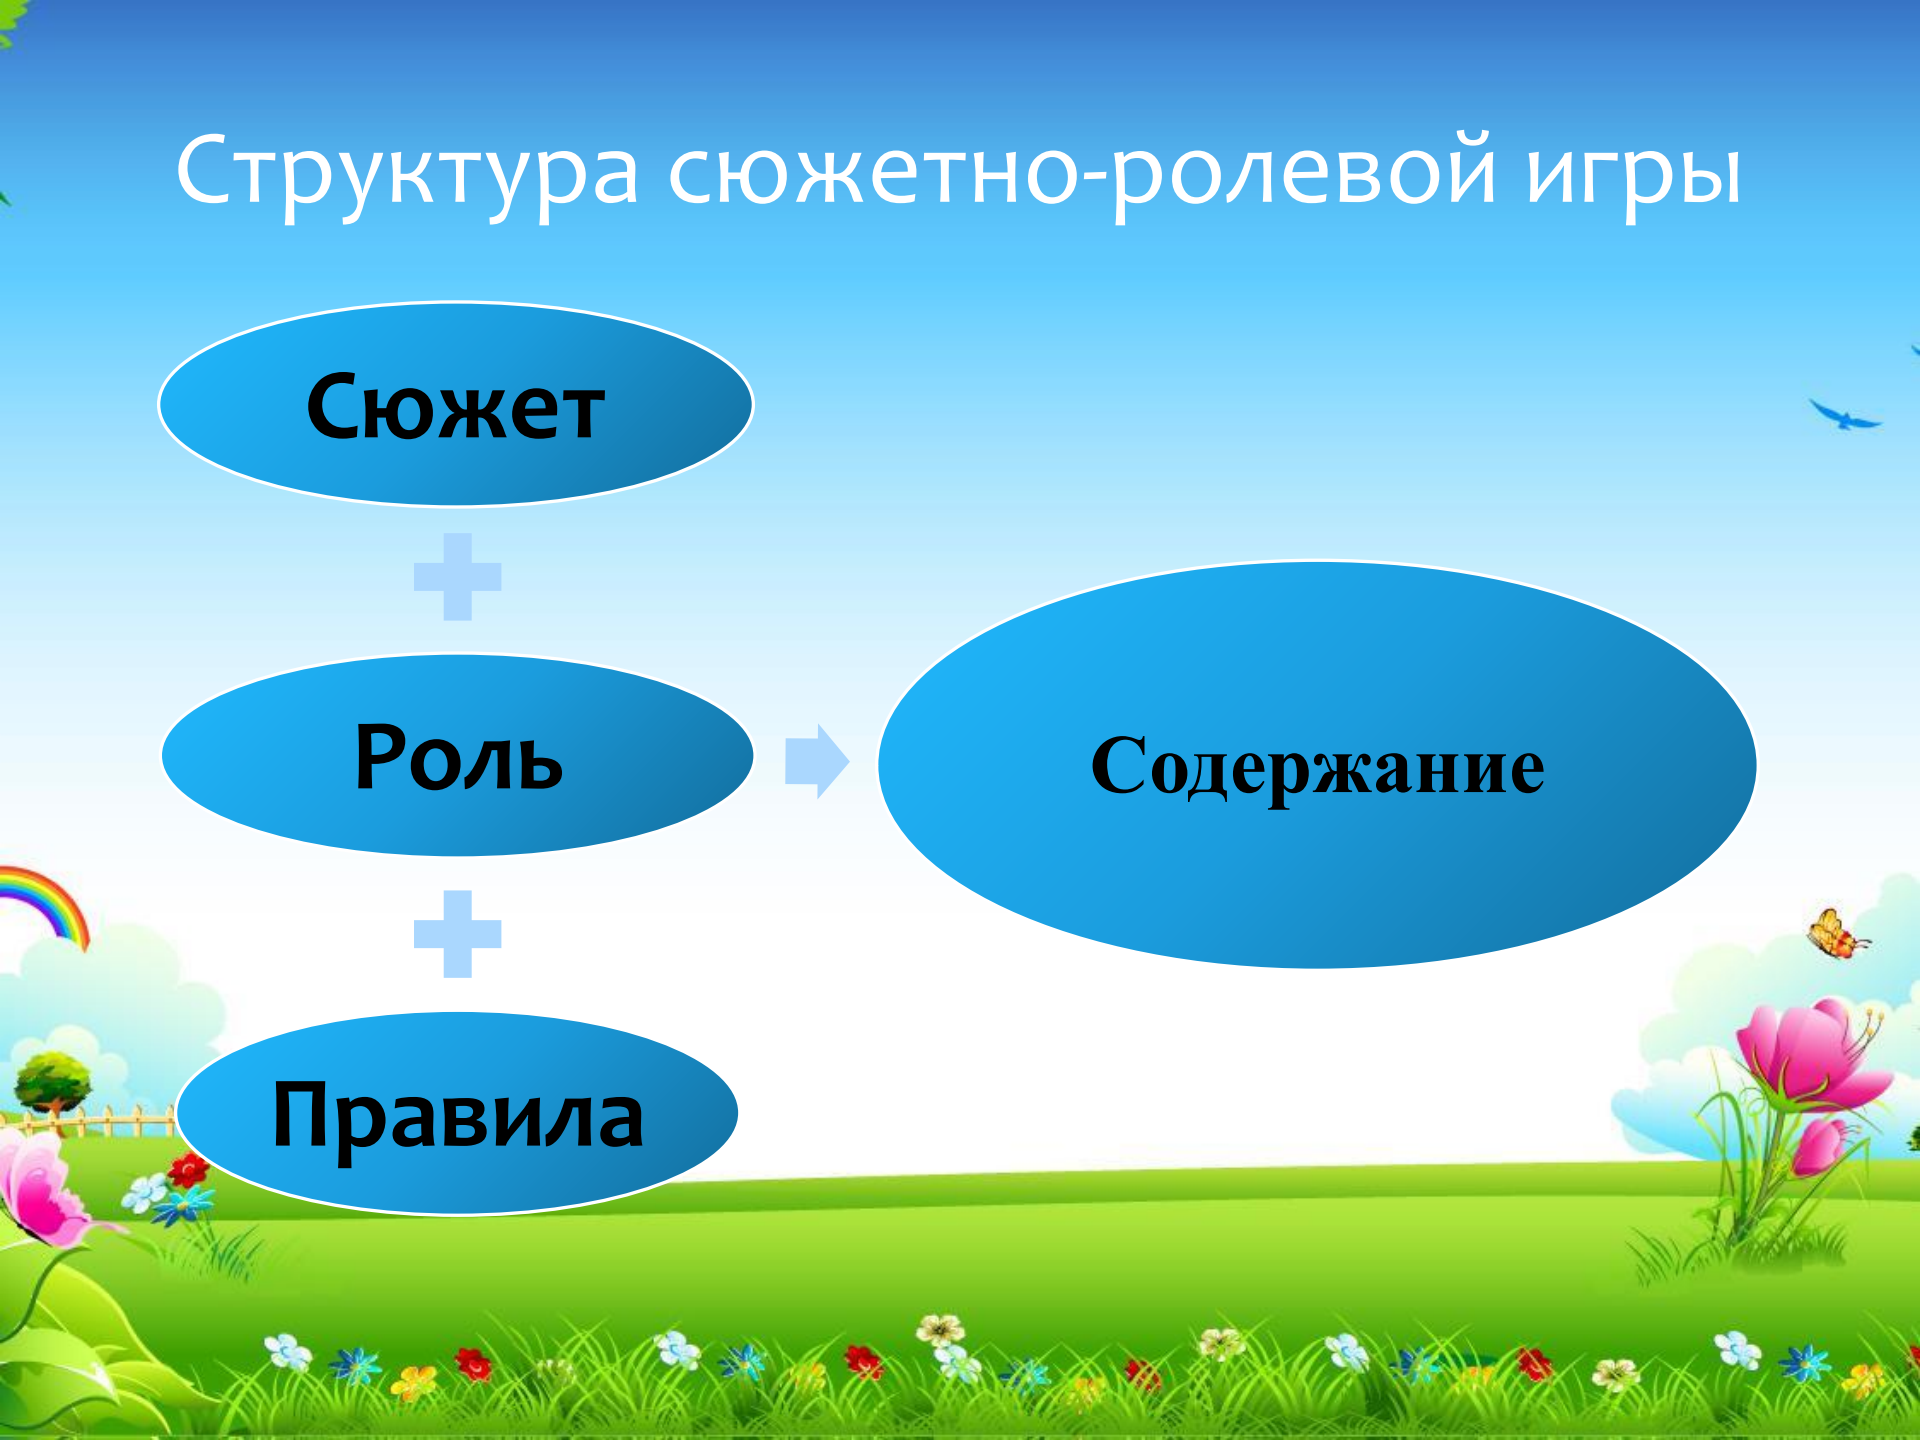 Структура сюжетно-ролевой игры
Сюжет
Роль
Правила
Содержание